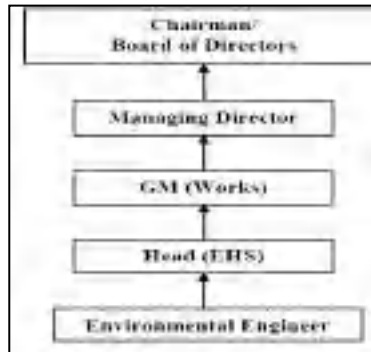 Chairman/
Board of Directors
Managing Director
GM (Works)
Head (EHS)
Environmental Engineer